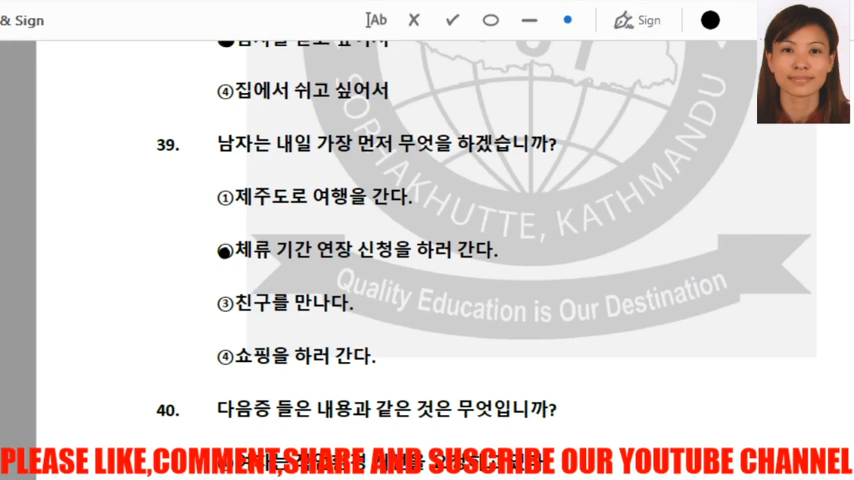 & Sign
Ab
Sign
④집에서 쉬고 싶어서
39. 남자는 내일 가장 먼저 무엇을 하겠습니까?
①제주도로 여행을 간다.
체류 기간 연장 신청을 하러 간다.
③친구를 만나다.
④쇼핑을 하러 간다.
40. 다음증 들은 내용과 같은 것은 무엇입니까?
SORHAKHUTTE, KATHMANDU
Quality Education is Our Destination
PLEASE LIKE,COMMENT,SHARE AND SUSCRIBE OUR YOUTUBE CHANNEL